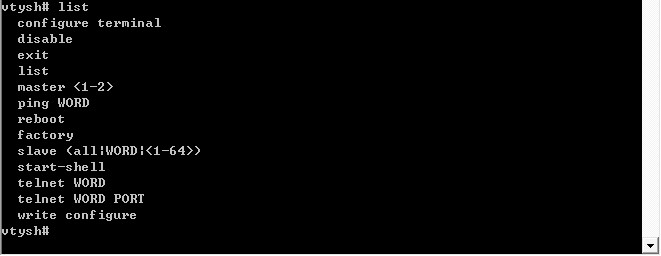 vtysh# list
  configure terminal
  disable
  exit
  list
  master <1-2>
  ping WORD
  reboot
  factory
  slave (all¦WORD¦<1-64>)
  start-shell
  telnet WORD
  telnet WORD PORT
  write configure
vtysh#